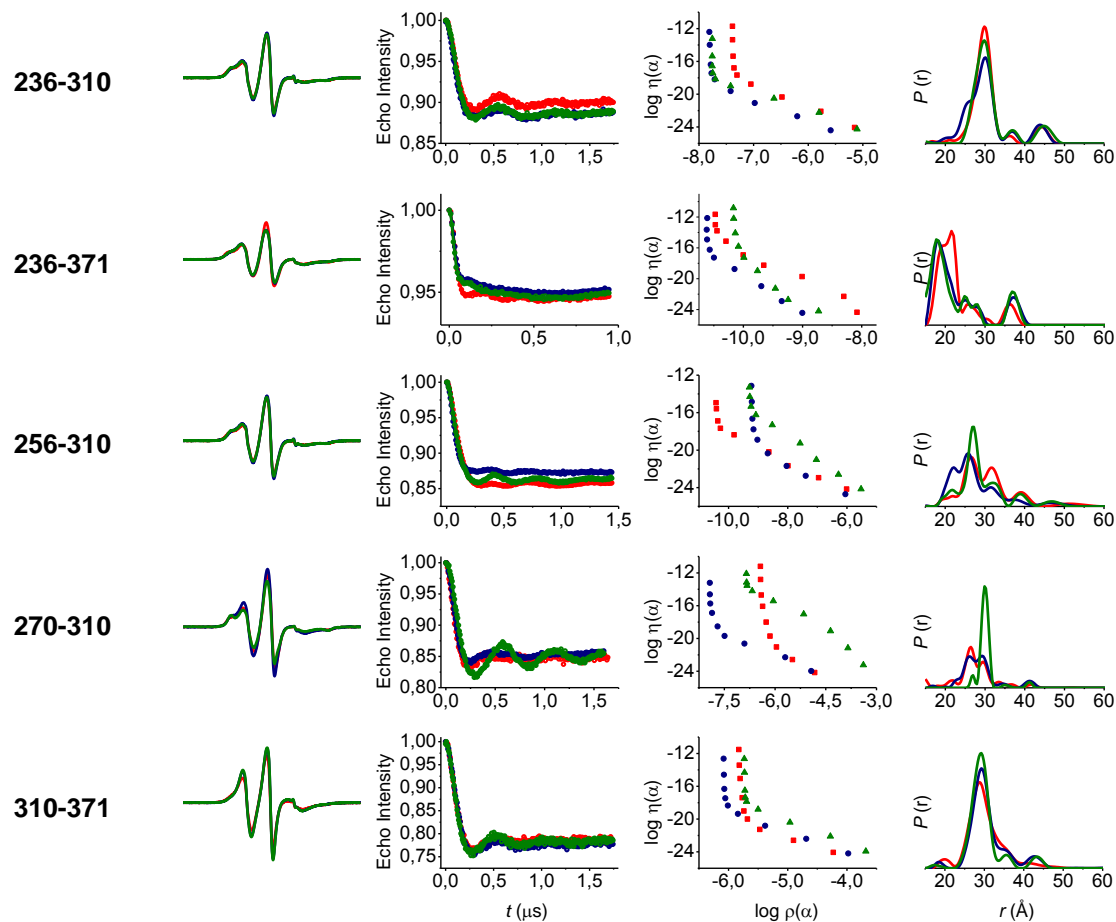 236-310
Echo Intensity
1,00
0,95
0,90
0,85
0,0 0,5 1,0 1,5
log η(α)
-12
-16
-20
-24
-8,0 -7,0 -6,0 -5,0
P (r)
20 30 40 50 60
236-371
Echo Intensity
1,00
0,95
0,0 0,5 1,0
log η(α)
-12
-16
-20
-24
-10,0 -9,0 -8,0
P (r)
20 30 40 50 60
256-310
Echo Intensity
1,00
0,95
0,90
0,85
0,0 0,5 1,0 1,5
log η(α)
-12
-16
-20
-24
-10,0 -8,0 -6,0
P (r)
20 30 40 50 60
270-310
Echo Intensity
1,00
0,95
0,90
0,85
0,80
0,0 0,5 1,0 1,5
log η(α)
-12
-16
-20
-24
-7,5 -6,0 -4,5 -3,0
P (r)
20 30 40 50 60
310-371
Echo Intensity
1,00
0,95
0,90
0,85
0,80
0,75
0,0 0,5 1,0 1,5
log η(α)
-12
-16
-20
-24
-6,0 -5,0 -4,0
P (r)
20 30 40 50 60
t (μs)
log ρ(α)
r (Å)